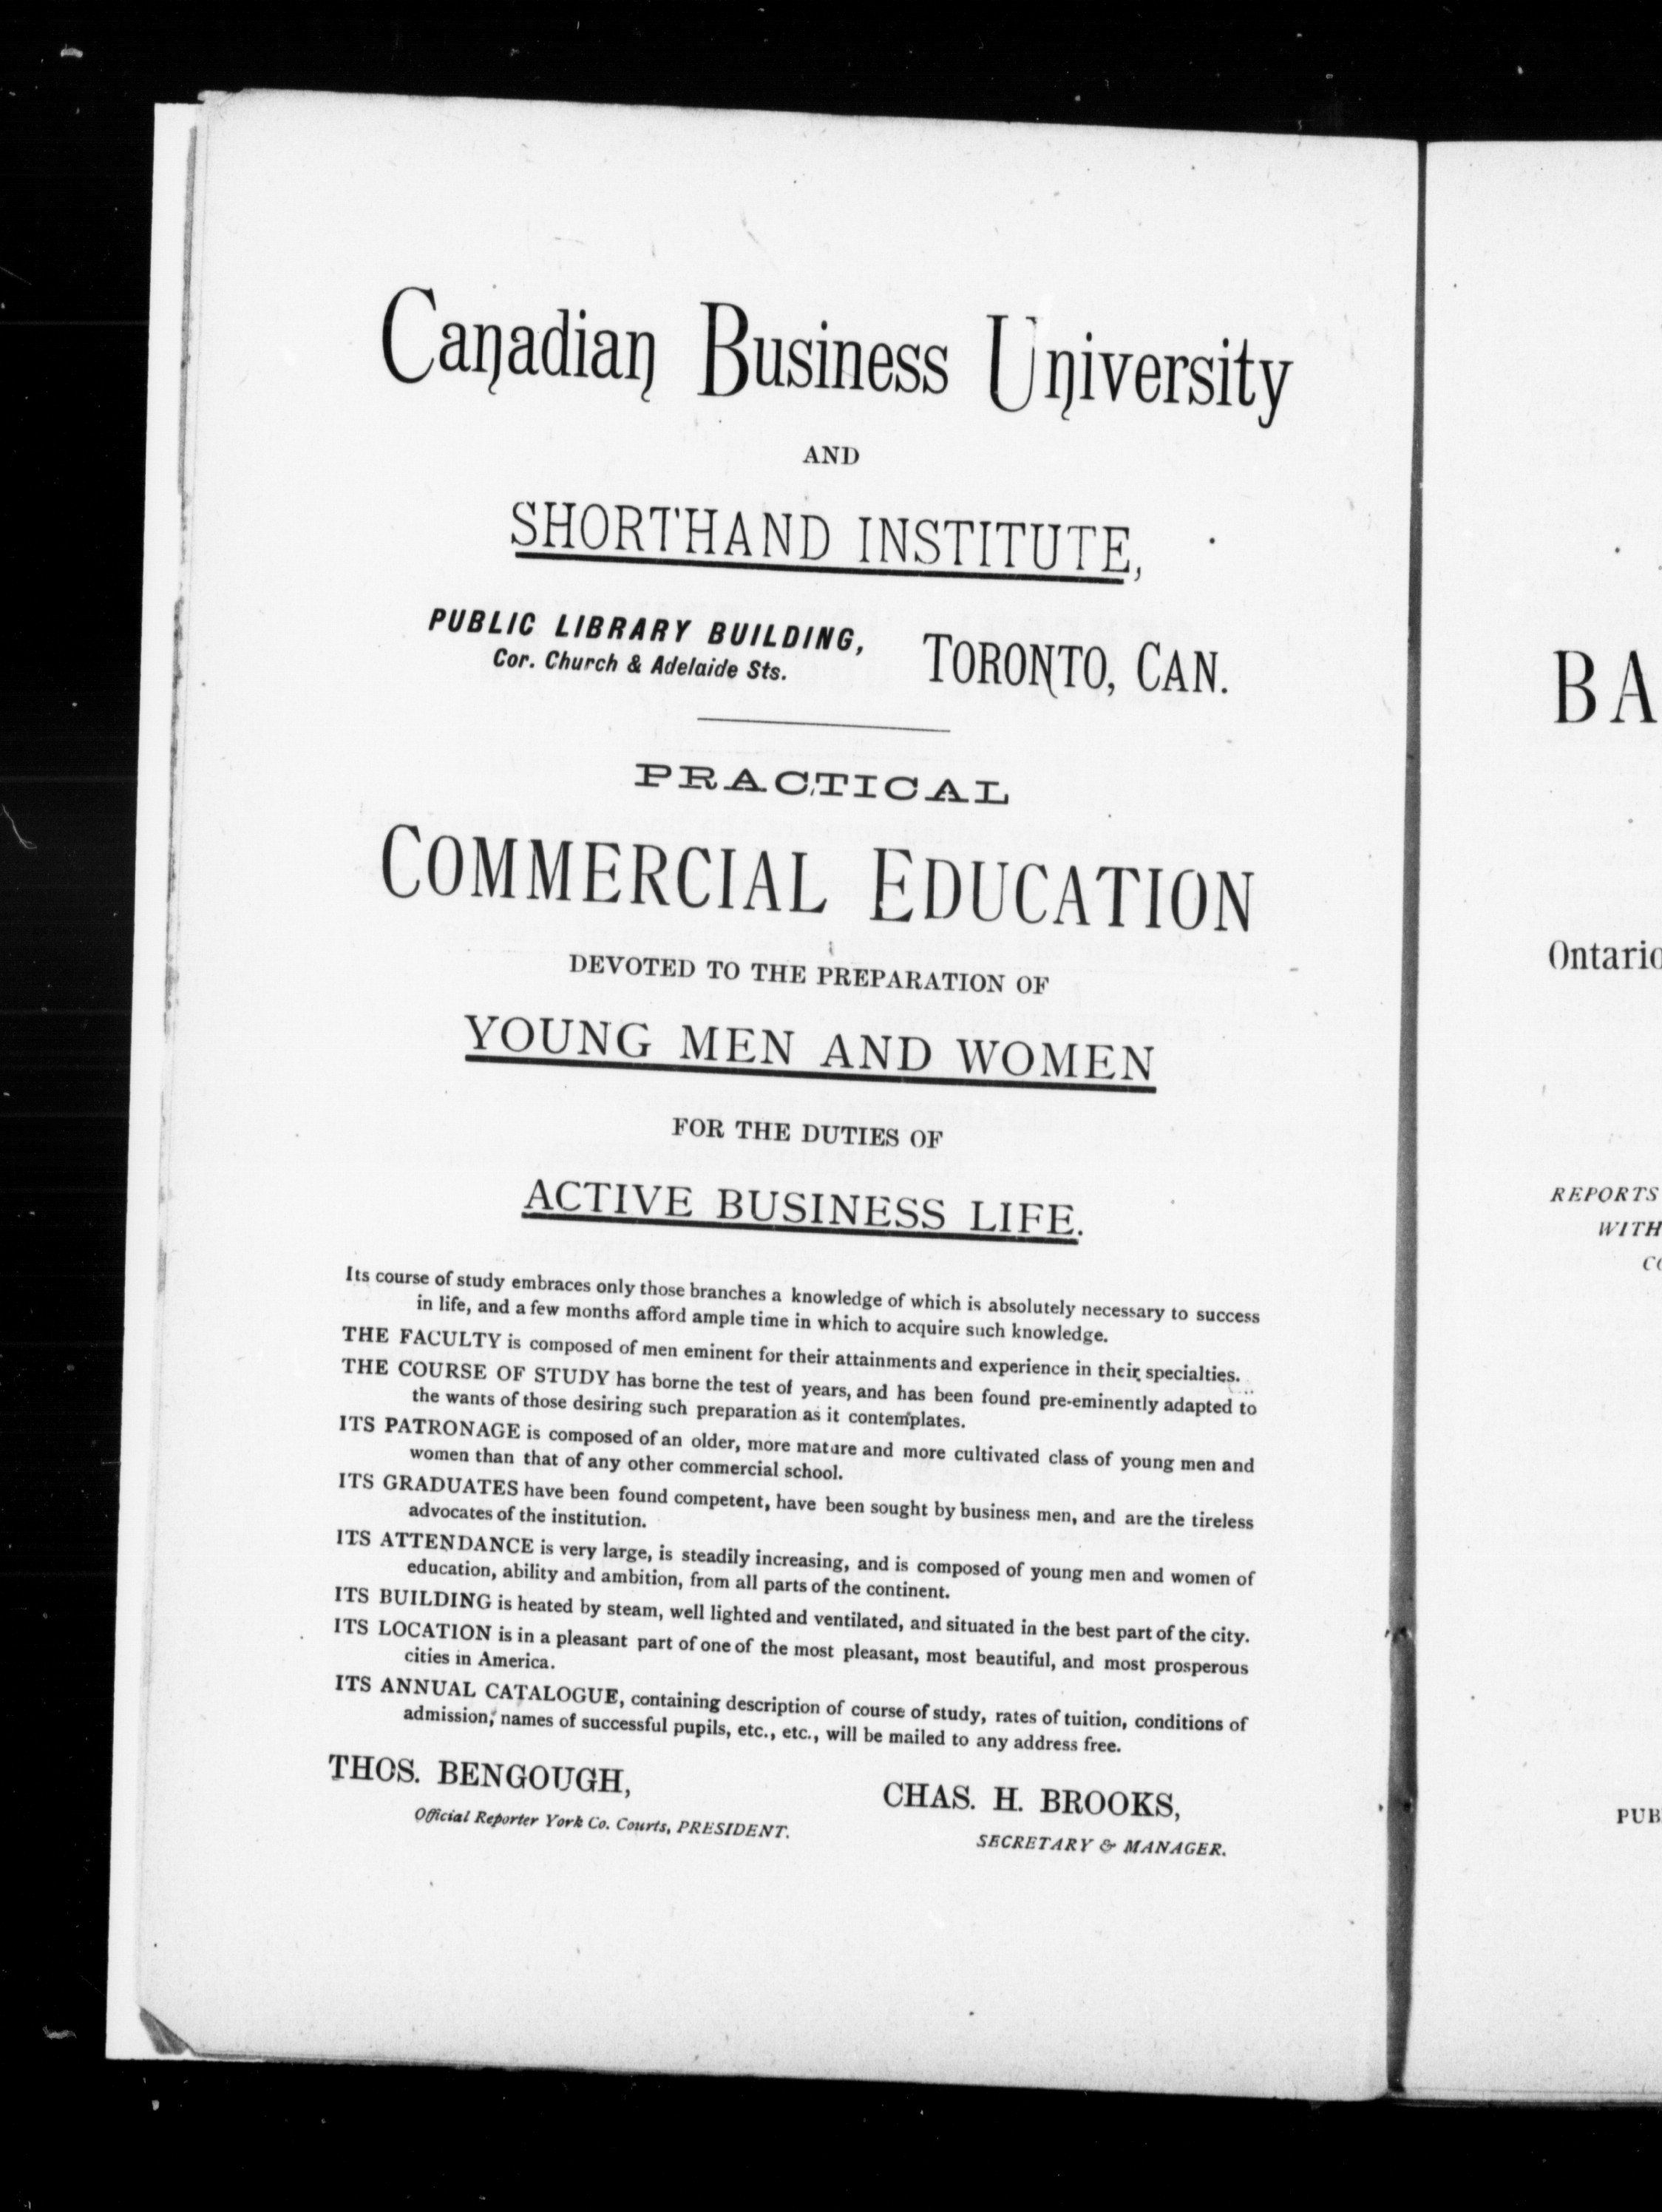 Canadian Business University
AND
SHORTHAND INSTITUTE,
PUBLIC LIBRARY BUILDING,
Cor. Church & Adelaide Sts.
TORONTO, CAN.
PRACTICAL
COMMERCIAL EDUCATION
DEVOTED TO THE PREPARATION OF
YOUNG MEN AND WOMEN
FOR THE DUTIES OF
ACTIVE BUSINESS LIFE.
Its course of study embraces only those branches a knowledge of which is absolutely necessary to success
in life, and a few months afford ample time in which to acquire such knowledge.
THE FACULTY is composed of men eminent for their attainments and experience in their specialties.
THE COURSE OF STUDY has borne the test of years, and has been found pre-eminently adapted to
the wants of those desiring such preparation as it contemplates.
ITS PATRONAGE is composed of an older, more mature and more cultivated class of young men and
women than that of any other commercial school.
ITS GRADUATES have been found competent, have been sought by business men, and are the tireless
advocates of the institution.
ITS ATTENDANCE is very large, is steadily increasing, and is composed of young men and women of
education, ability and ambition, from all parts of the continent.
ITS BUILDING is heated by steam, well lighted and ventilated, and situated in the best part of the city.
ITS LOCATION is in a pleasant part of one of the most pleasant, most beautiful, and most prosperous
cities in America.
ITS ANNUAL CATALOGUE, containing description of course of study, rates of tuition, conditions of
admission, names of successful pupils, etc., etc., will be mailed to any address free.
THOS. BENGOUGH,
Official Reporter York Co. Courts, PRESIDENT.
CHAS. H. BROOKS,
SECRETARY & MANAGER.
BA
Ontario
REPORTS
WITH
PUB